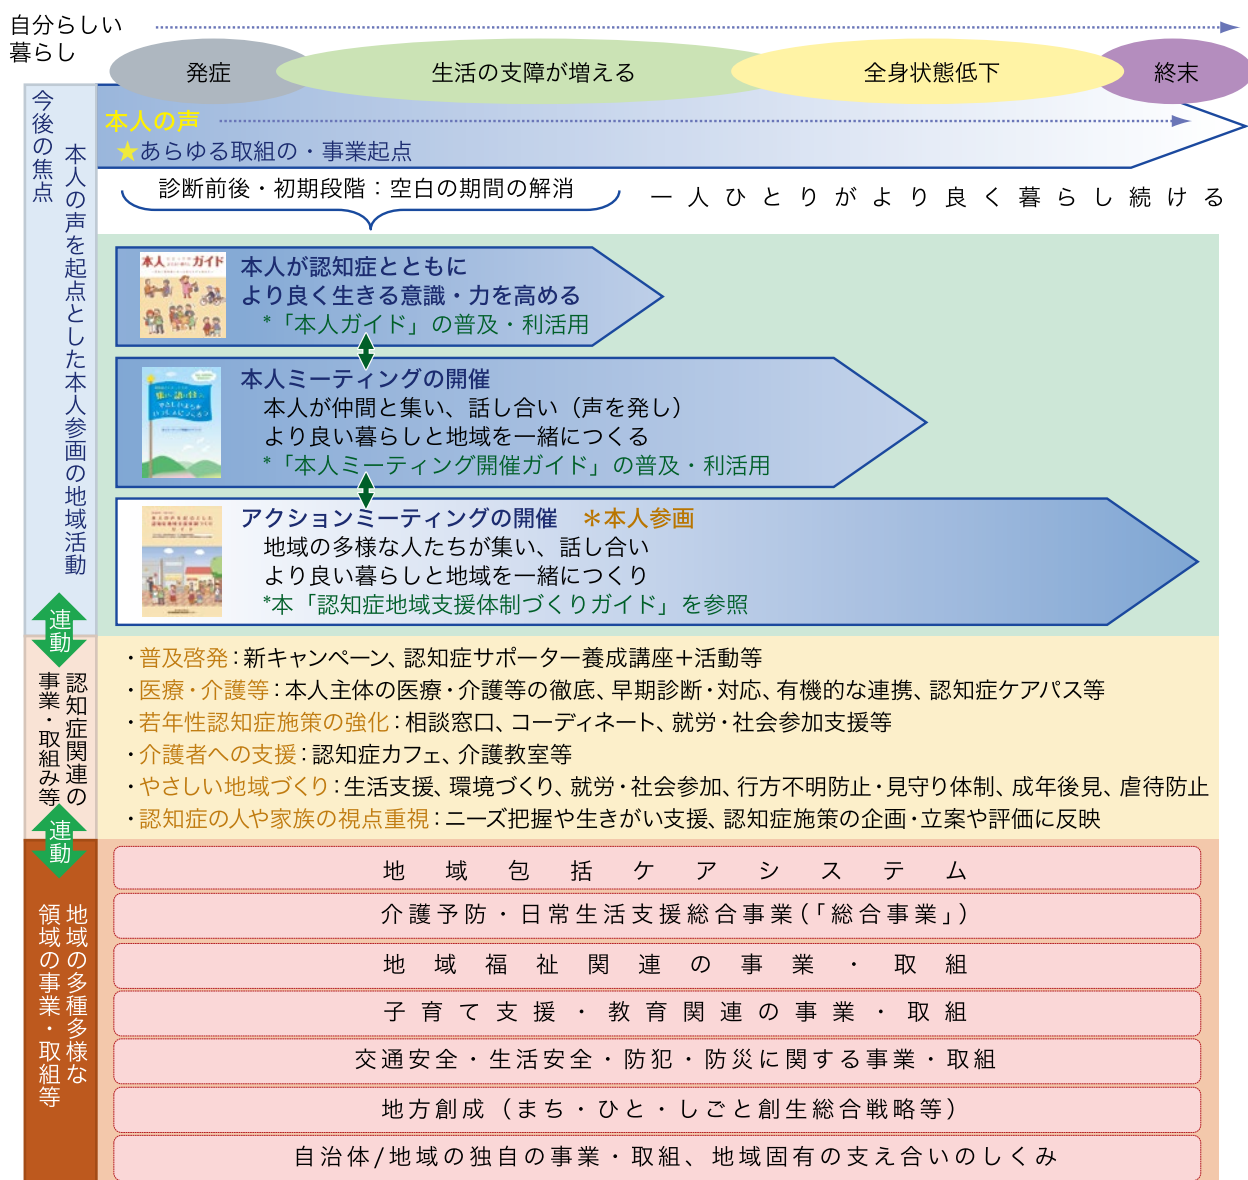 自分らしい
暮らし
発症
生活の支障が増える
全身状態低下
終末
今後の焦点
本人の声を起点とした本人参画の地域活動
本人の声
★あらゆる取組の・事業起点
診断前後・初期段階：空白の期間の解消
一人ひとりがより良く暮らし続ける
本人ガイド
本人が認知症とともに
より良く生きる意識・力を高める
*「本人ガイド」の普及・利活用
本人ミーティングの開催
本人が仲間と集い、話し合い（声を発し）
より良い暮らしと地域を一緒につくる
*「本人ミーティング開催ガイド」の普及・利活用
アクションミーティングの開催　＊本人参画
地域の多様な人たちが集い、話し合い
より良い暮らしと地域を一緒につくり
*本「認知症地域支援体制づくりガイド」を参照
連動
認知症関連の
事業・取組み等
・普及啓発：新キャンペーン、認知症サポーター養成講座＋活動等
・医療・介護等：本人主体の医療・介護等の徹底、早期診断・対応、有機的な連携、認知症ケアパス等
・若年性認知症施策の強化：相談窓口、コーディネート、就労・社会参加支援等
・介護者への支援：認知症カフェ、介護教室等
・やさしい地域づくり：生活支援、環境づくり、就労・社会参加、行方不明防止・見守り体制、成年後見、虐待防止
・認知症の人や家族の視点重視：ニーズ把握や生きがい支援、認知症施策の企画・立案や評価に反映
連動
地域の多種多様な
領域の事業・取組等
地域包括ケアシステム
介護予防・日常生活支援総合事業（「総合事業」）
地域福祉関連の事業・取組
子育て支援・教育関連の事業・取組
交通安全・生活安全・防犯・防災に関する事業・取組
地方創成（まち・ひと・しごと創生総合戦略等）
自治体/地域の独自の事業・取組、地域固有の支え合いのしくみ